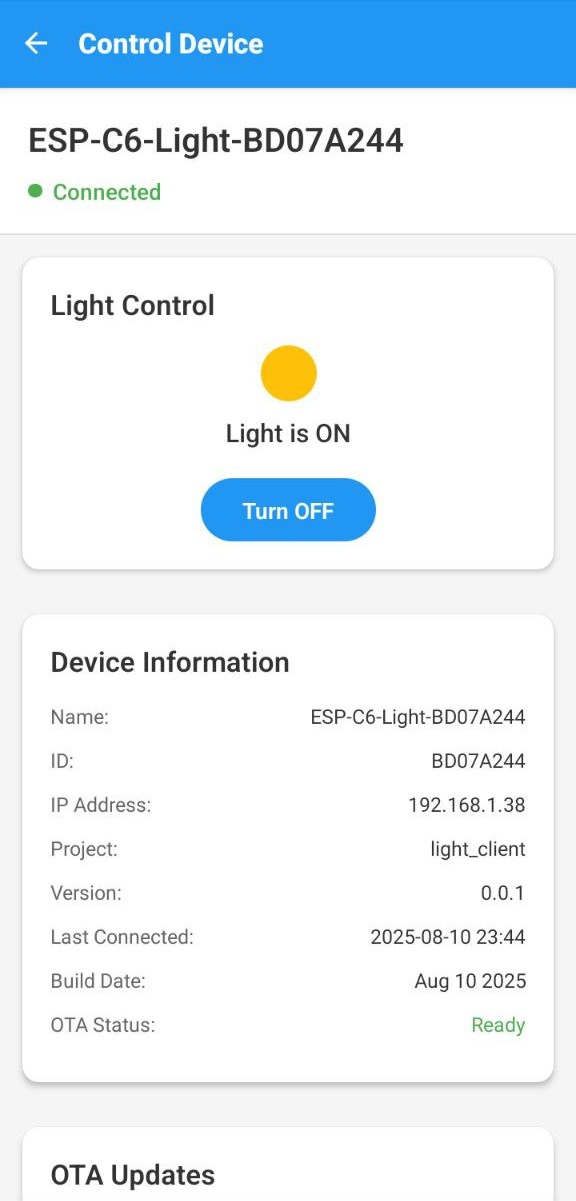 Control Device
ESP-C6-Light-BD07A244
Connected
Light Control
Light is ON
Turn OFF
Device Information
Name: ESP-C6-Light-BD07A244
ID: BD07A244
IP Address: 192.168.1.38
Project: light_client
Version: 0.0.1
Last Connected: 2025-08-10 23:44
Build Date: Aug 10 2025
OTA Status: Ready
OTA Updates